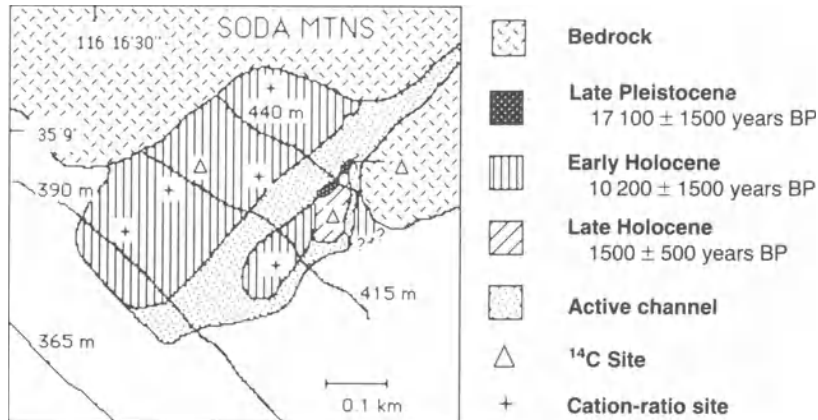 SODA MTNS
116 16'30"
440 m
35 9'
390 m
2 ? ?
415 m
365 m
0.1 km
Bedrock
Late Pleistocene
17 100 ± 1500 years BP
Early Holocene
10 200 ± 1500 years BP
Late Holocene
1500 ± 500 years BP
Active channel
¹⁴C Site
Cation-ratio site